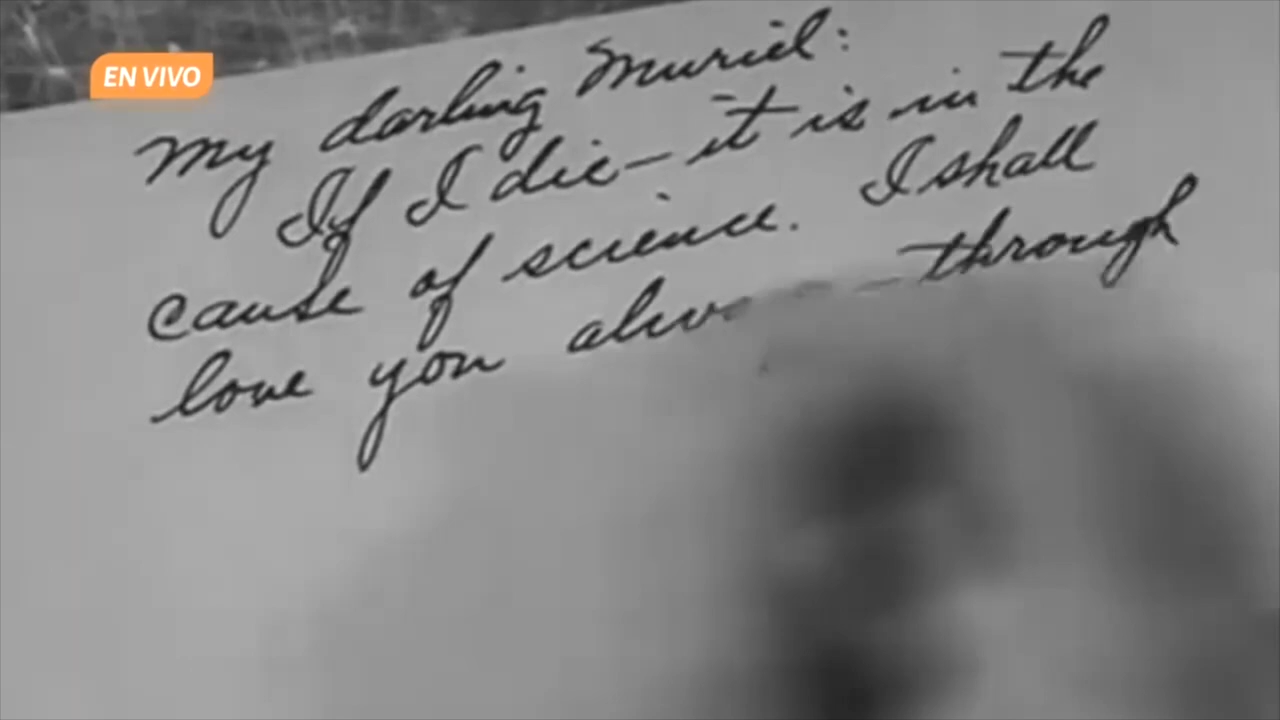 EN VIVO
My darling Muriel:
If I die—it is in the
cause of science. I shall
love you through